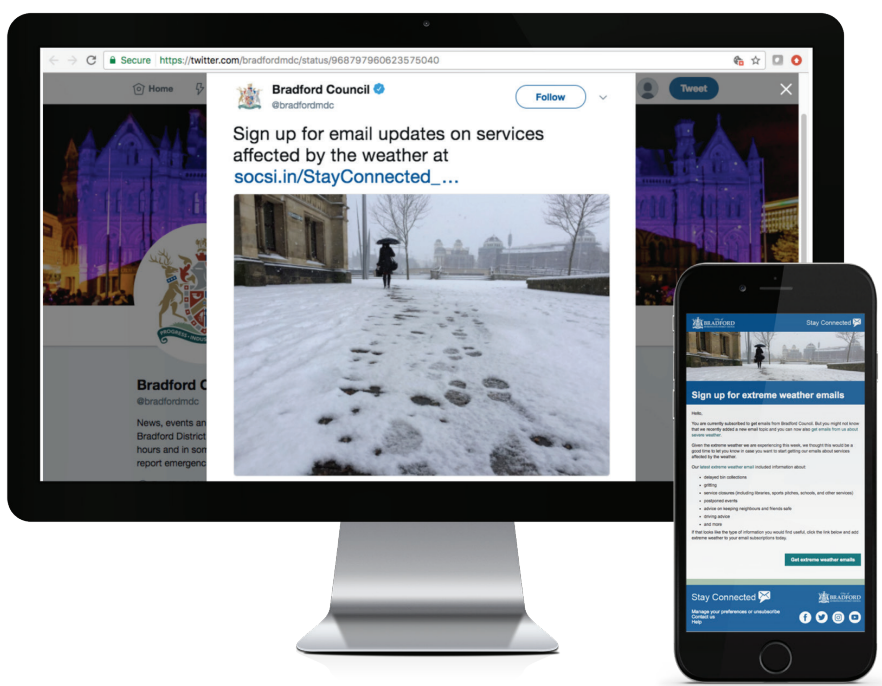 Secure https://twitter.com/bradfordmdc/status/968797960623575040
Home
Tweet
Bradford Council
@bradfordmdc
Follow
Sign up for email updates on services
affected by the weather at
socsi.in/StayConnected_...
PROGRESS
Bradford C
@bradfordmdc
News, events an
Bradford District
hours and in som
report emergenc
BRADFORD
Stay Connected
Sign up for extreme weather emails
Hello,
You are currently subscribed to get emails from Bradford Council. But you might not know
that we recently added a new email topic and you can now also get emails from us about
severe weather.
Given the extreme weather we are experiencing this week, we thought this would be a
good time to let you know in case you want to start getting our emails about services
affected by the weather.
Our latest extreme weather email included information about:
• delayed bin collections
• gritting
• service closures (including libraries, sports pitches, schools, and other services)
• postponed events
• advice on keeping neighbours and friends safe
• driving advice
• and more
If that looks like the type of information you would find useful, click the link below and add
extreme weather to your email subscriptions today.
Get extreme weather emails
Stay Connected
BRADFORD
Manage your preferences or unsubscribe
Contact us
Help